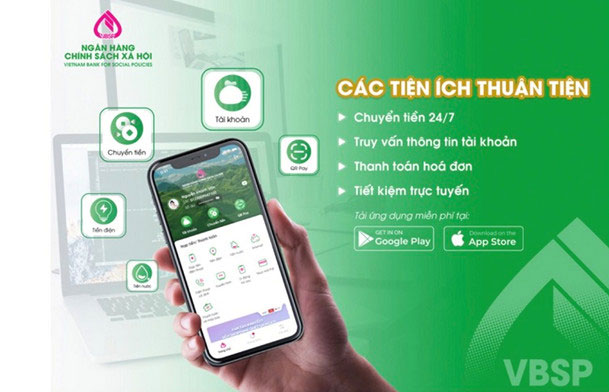 VBSP
NGÂN HÀNG
CHÍNH SÁCH XÃ HỘI
VIETNAM BANK FOR SOCIAL POLICIES
CÁC TIỆN ÍCH THUẬN TIỆN
Chuyển tiền 24/7
Truy vấn thông tin tài khoản
Thanh toán hoá đơn
Tiết kiệm trực tuyến
Tải ứng dụng miễn phí tại:
GET IN ON
Google Play
Download on the
App Store
Tài khoản
Chuyển tiền
QR Pay
Tiền điện
Tiền nước
VBSP